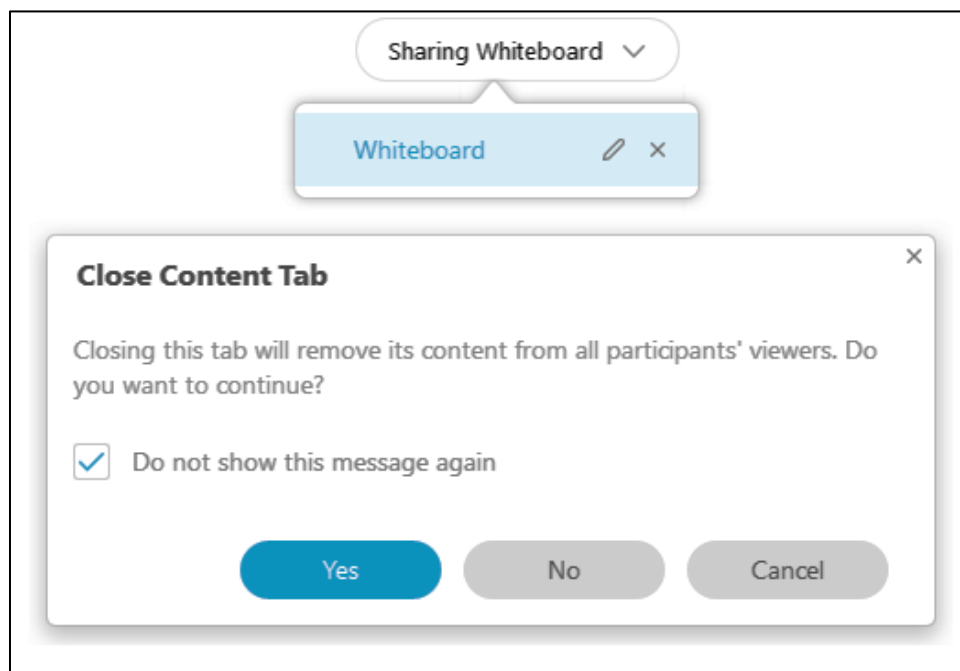 Sharing Whiteboard
Whiteboard
Close Content Tab
Closing this tab will remove its content from all participants' viewers. Do
you want to continue?
Do not show this message again
Yes No Cancel